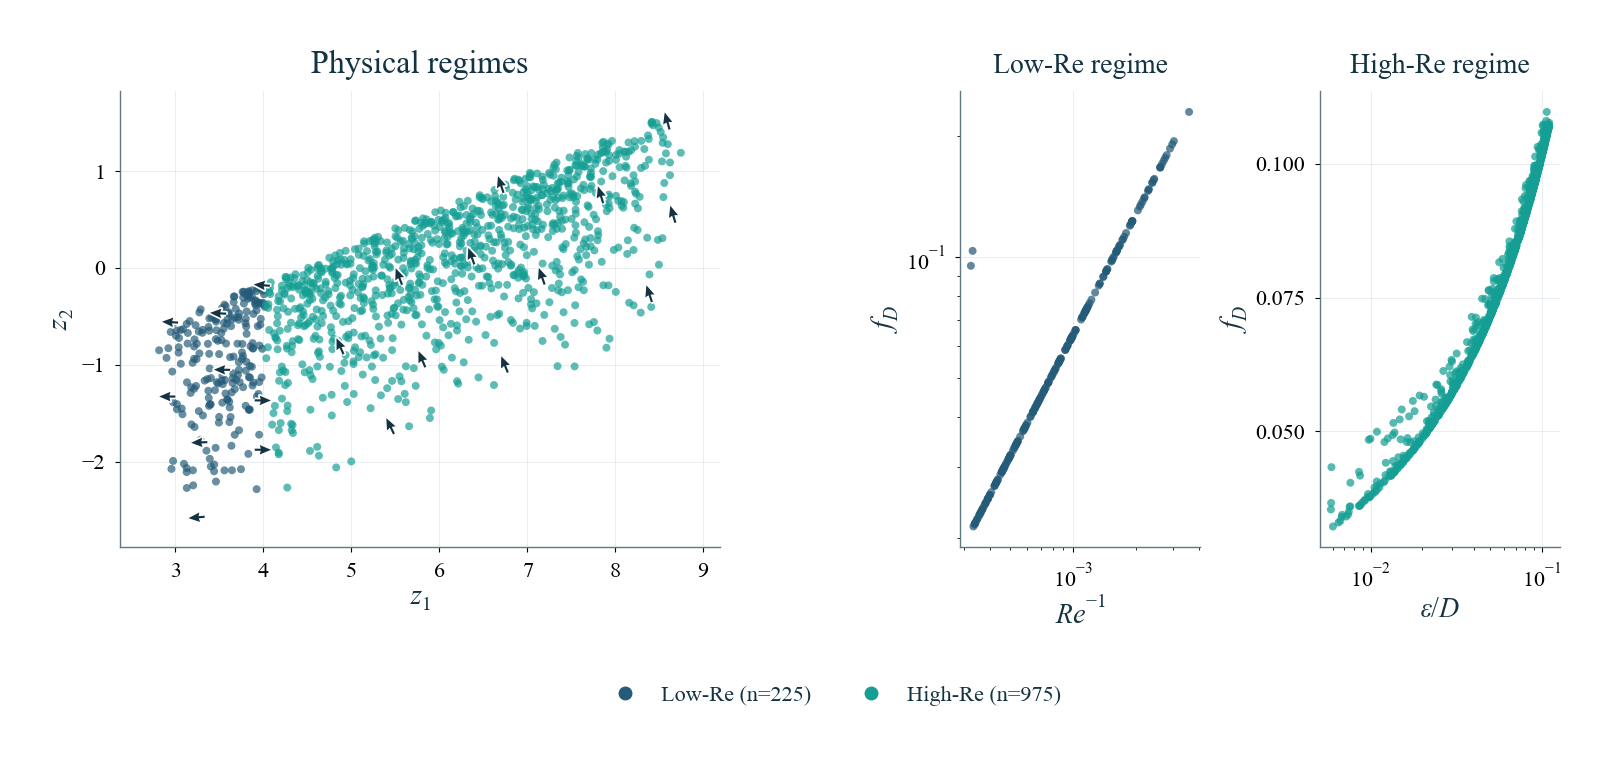 Physical regimes
Low-Re regime
High-Re regime
1
0
−1
−2
z₂
3
4
5
6
7
8
9
z₁
10⁻¹
f_D
10⁻³
Re⁻¹
0.100
0.075
0.050
f_D
10⁻²
10⁻¹
ε/D
Low-Re (n=225)
High-Re (n=975)